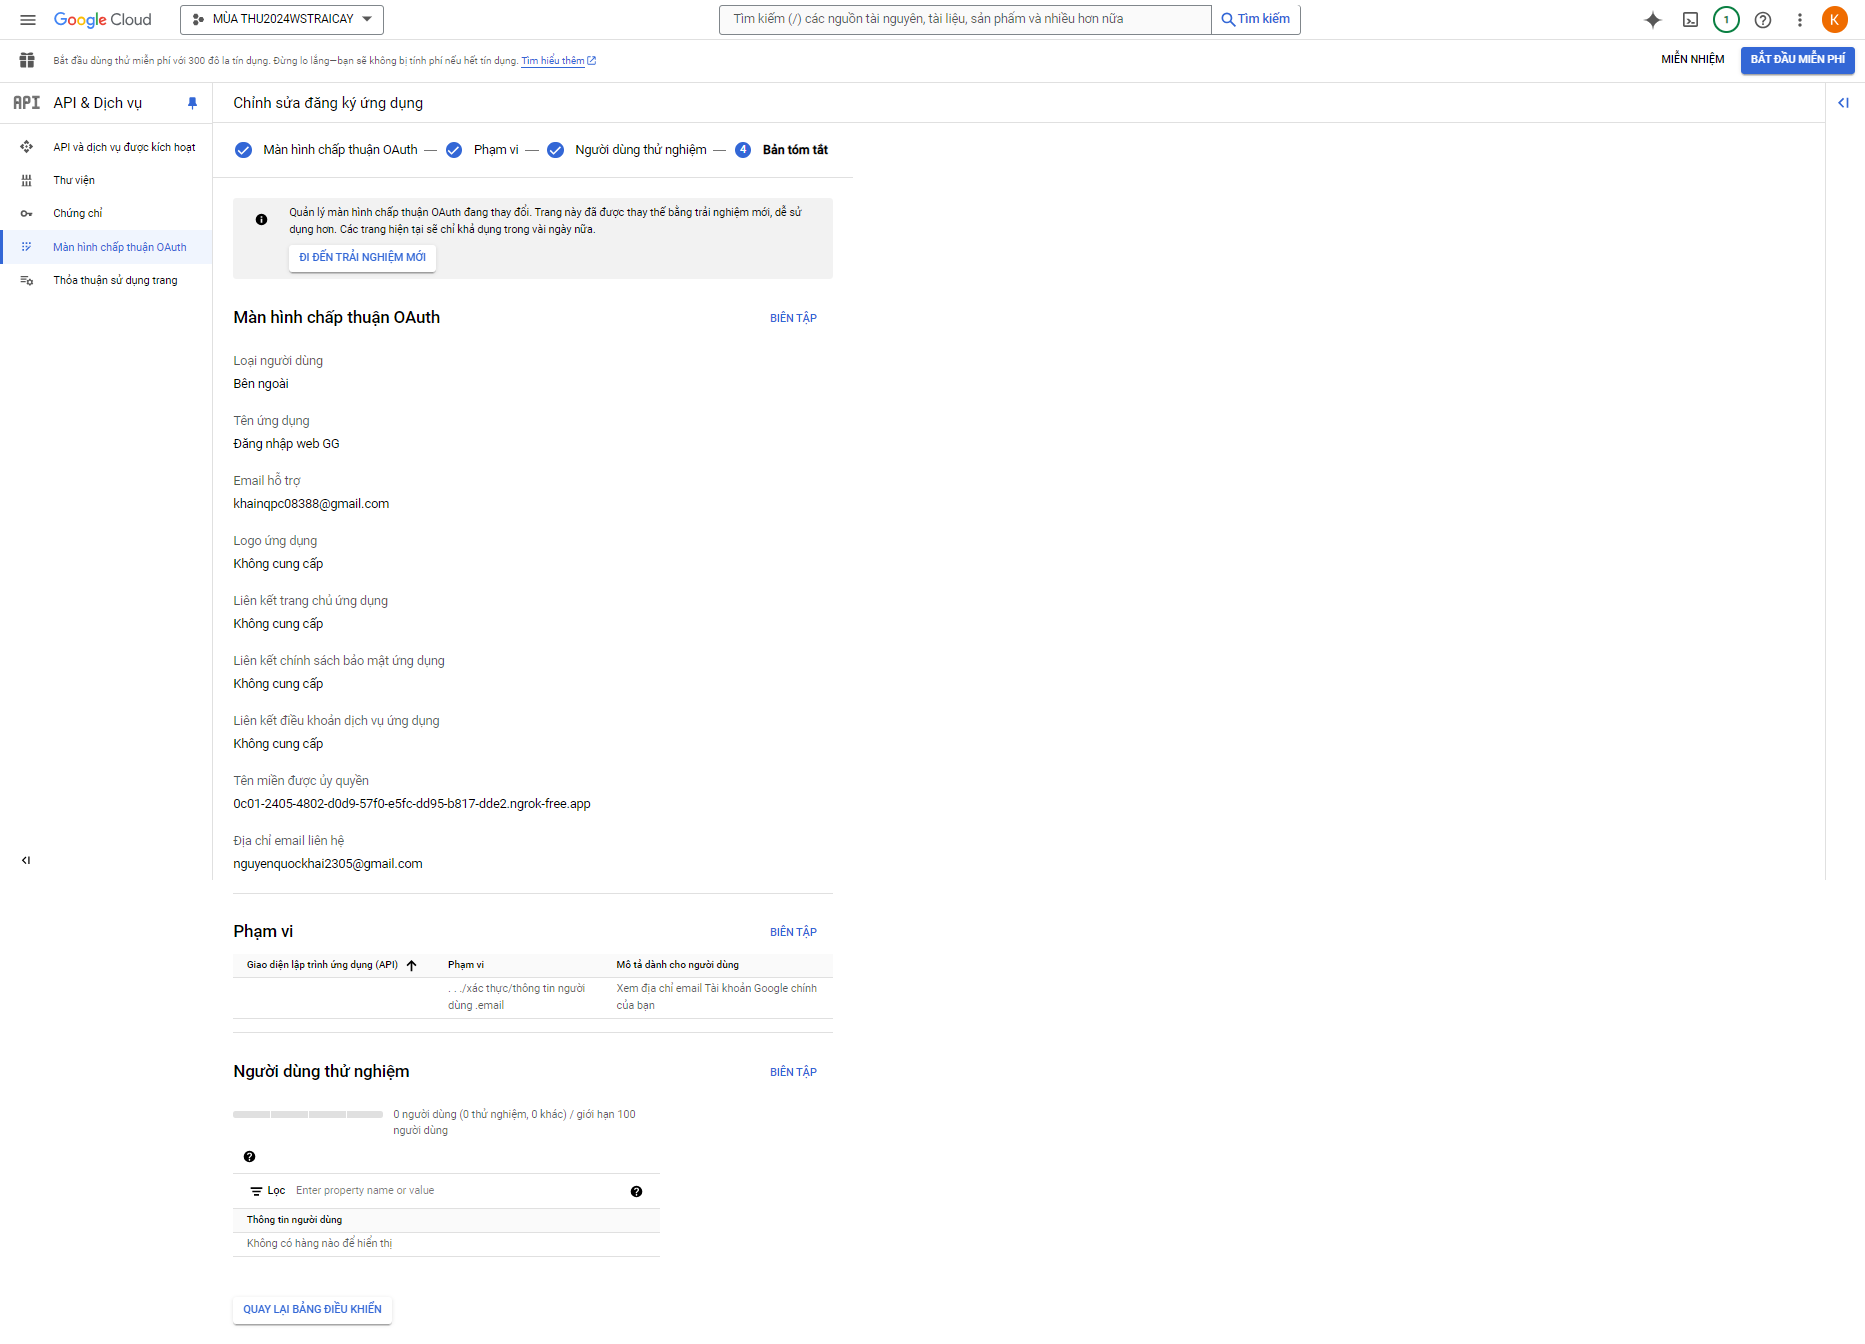 Google Cloud
MÙA THU2024WSTRAICAY
Tìm kiếm (/) các nguồn tài nguyên, tài liệu, sản phẩm và nhiều hơn nữa
Tìm kiếm
1
K
Bắt đầu dùng thử miễn phí với 300 đô la tín dụng. Đừng lo lắng—bạn sẽ không bị tính phí nếu hết tín dụng. Tìm hiểu thêm
MIỄN NHIỆM
BẮT ĐẦU MIỄN PHÍ
API
API & Dịch vụ
API và dịch vụ được kích hoạt
Thư viện
Chứng chỉ
Màn hình chấp thuận OAuth
Thỏa thuận sử dụng trang
Chỉnh sửa đăng ký ứng dụng
Màn hình chấp thuận OAuth — Phạm vi — Người dùng thử nghiệm — 4 Bản tóm tắt
Quản lý màn hình chấp thuận OAuth đang thay đổi. Trang này đã được thay thế bằng trải nghiệm mới, dễ sử
dụng hơn. Các trang hiện tại sẽ chỉ khả dụng trong vài ngày nữa.
ĐI ĐẾN TRẢI NGHIỆM MỚI
Màn hình chấp thuận OAuth
BIÊN TẬP
Loại người dùng
Bên ngoài
Tên ứng dụng
Đăng nhập web GG
Email hỗ trợ
khainqpc08388@gmail.com
Logo ứng dụng
Không cung cấp
Liên kết trang chủ ứng dụng
Không cung cấp
Liên kết chính sách bảo mật ứng dụng
Không cung cấp
Liên kết điều khoản dịch vụ ứng dụng
Không cung cấp
Tên miền được ủy quyền
0c01-2405-4802-d0d9-57f0-e5fc-dd95-b817-dde2.ngrok-free.app
Địa chỉ email liên hệ
nguyenquockhai2305@gmail.com
Phạm vi
BIÊN TẬP
Giao diện lập trình ứng dụng (API)
Phạm vi
Mô tả dành cho người dùng
. . ./xác thực/thông tin người
dùng .email
Xem địa chỉ email Tài khoản Google chính
của bạn
Người dùng thử nghiệm
BIÊN TẬP
0 người dùng (0 thử nghiệm, 0 khác) / giới hạn 100
người dùng
Lọc
Enter property name or value
Thông tin người dùng
Không có hàng nào để hiển thị
QUAY LẠI BẢNG ĐIỀU KHIỂN